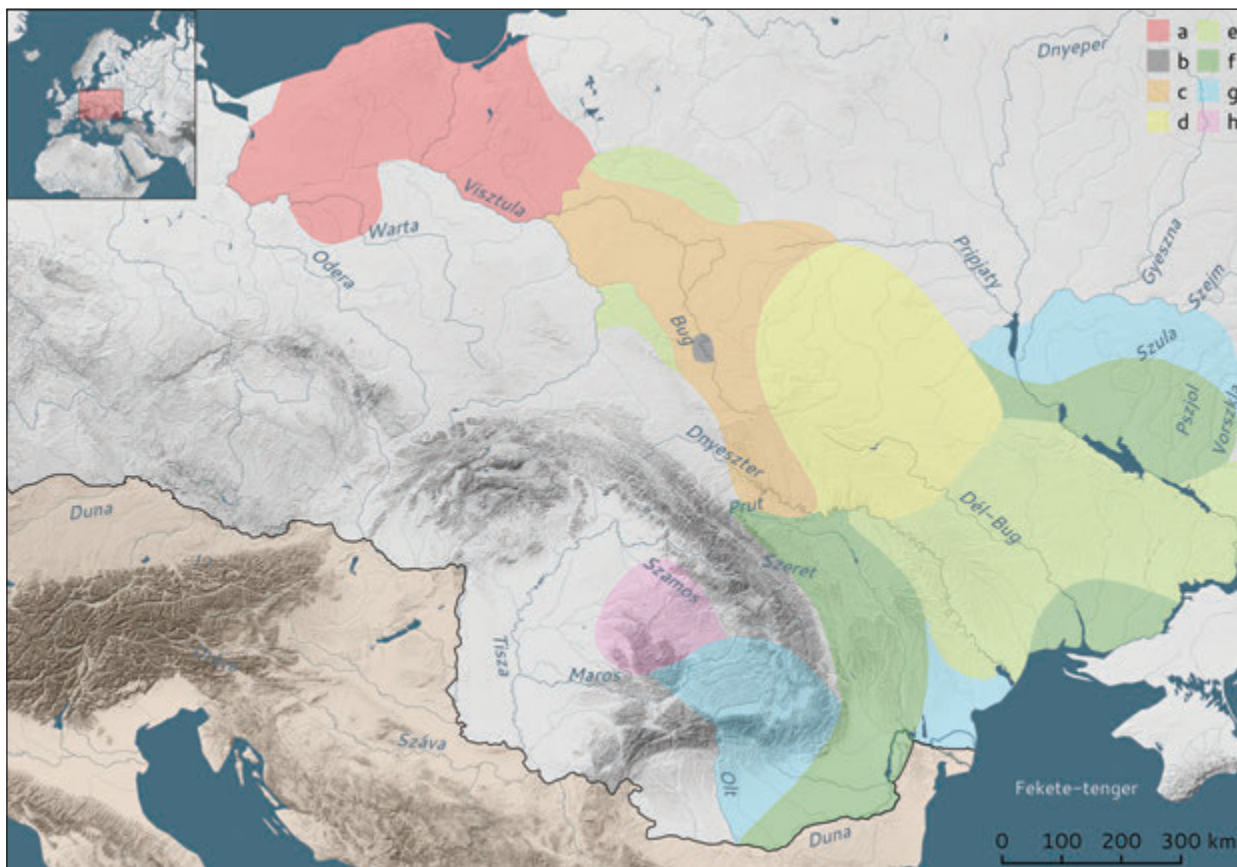 a
b
c
d
e
f
g
h
Dnyeper
Visztula
Warta
Odera
Pripjaty
Gyeszna
Szejm
Szula
Pszjol
Vorszkla
Bug
Dnyeszter
Prut
Dél-Bug
Duna
Szeret
Szamos
Tisza
Maros
Száva
Olt
Duna
Fekete-tenger
0 100 200 300 km